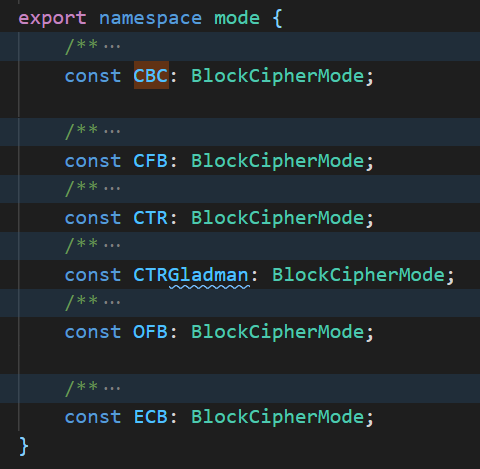 export namespace mode {
/**...
const CBC: BlockCipherMode;
/**...
const CFB: BlockCipherMode;
/**...
const CTR: BlockCipherMode;
/**...
const CTRGladman: BlockCipherMode;
/**...
const OFB: BlockCipherMode;
/**...
const ECB: BlockCipherMode;
}